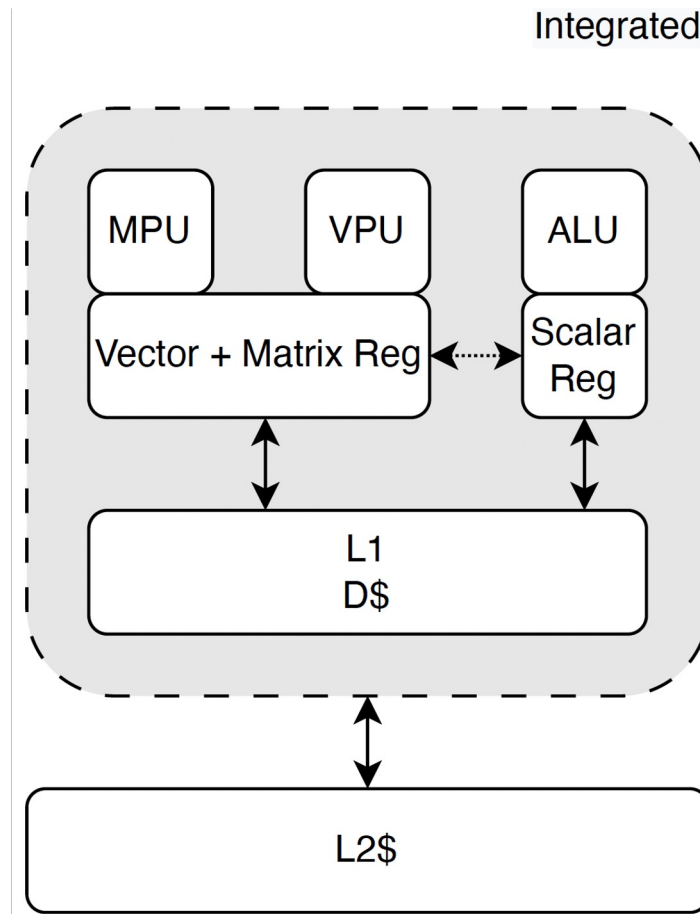 Integrated
MPU
VPU
ALU
Vector + Matrix Reg
Scalar
Reg
L1
D$
L2$